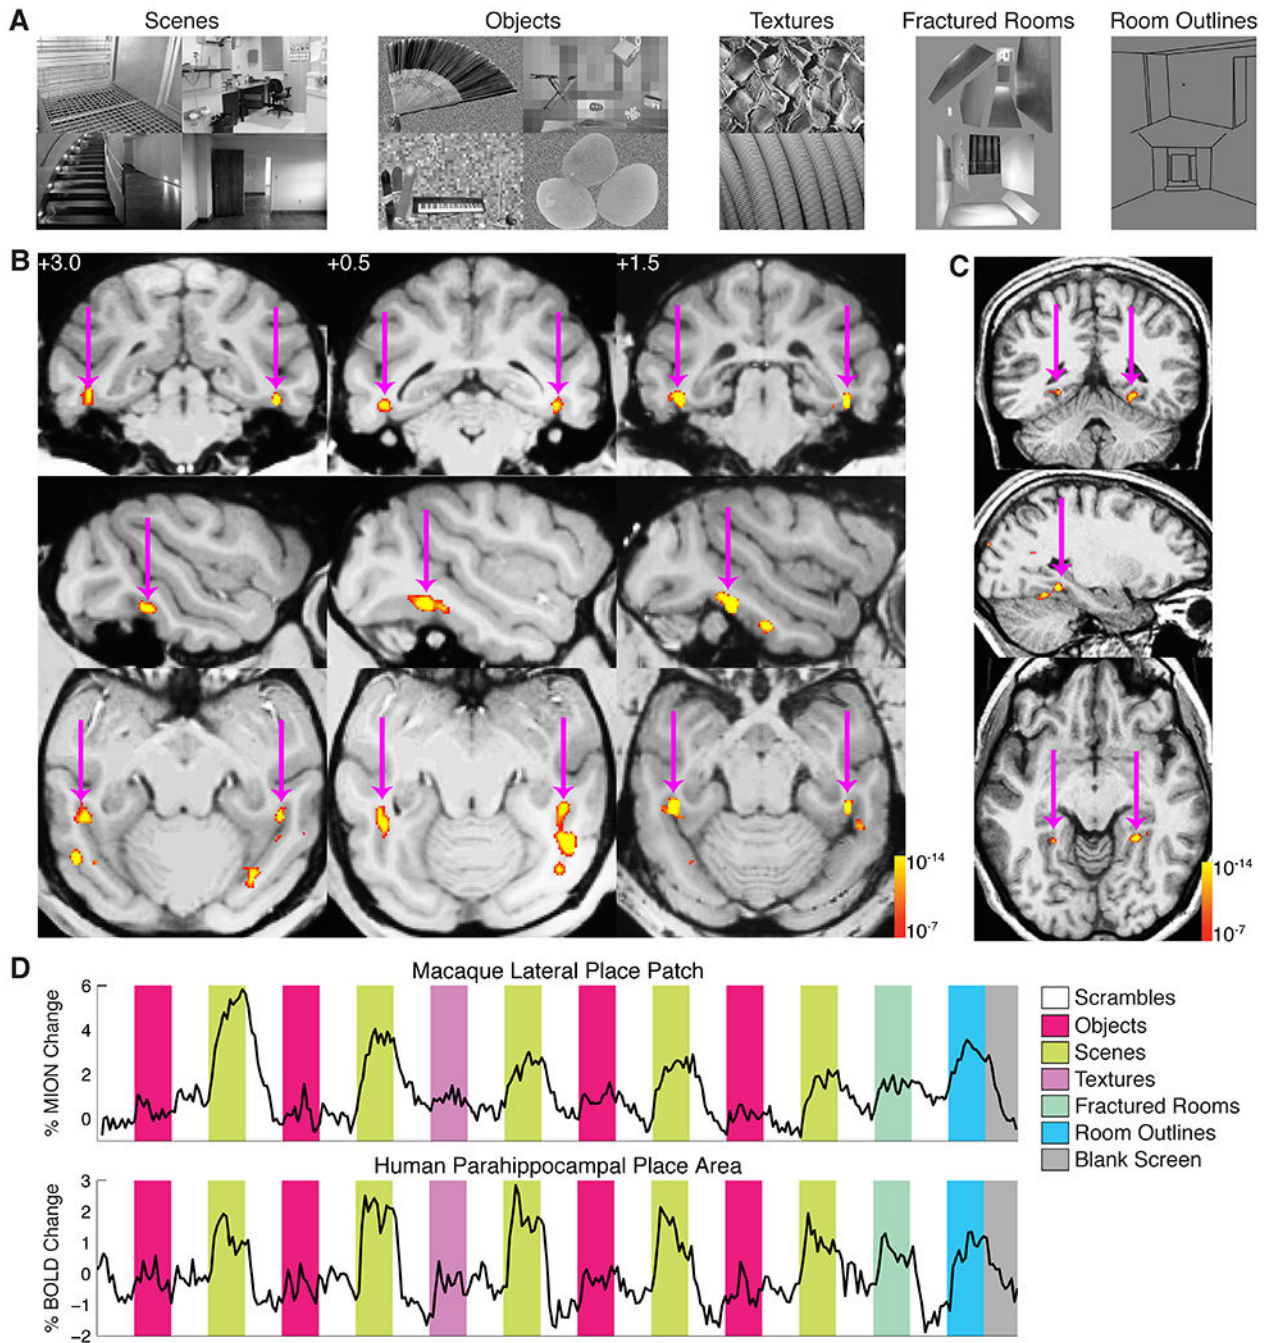 A
Scenes
Objects
Textures
Fractured Rooms
Room Outlines
B
+3.0
+0.5
+1.5
10-14
10-7
C
10-14
10-7
D
Macaque Lateral Place Patch
% MION Change
6
4
2
0
Human Parahippocampal Place Area
% BOLD Change
3
2
1
0
−1
−2
Scrambles
Objects
Scenes
Textures
Fractured Rooms
Room Outlines
Blank Screen